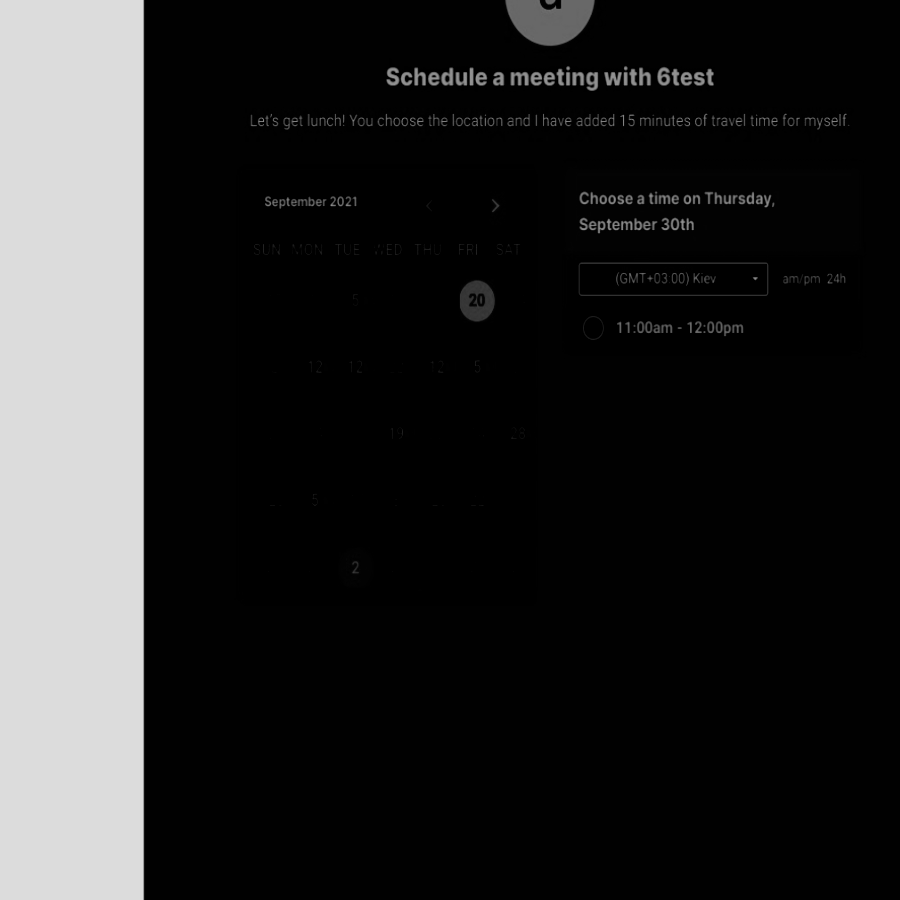 Schedule a meeting with 6test
Let's get lunch! You choose the location and I have added 15 minutes of travel time for myself.
September 2021
SUN MON TUE WED THU FRI SAT
5 20
12 12 12 5
19 28
5
2
Choose a time on Thursday,
September 30th
(GMT+03:00) Kiev am/pm 24h
11:00am - 12:00pm